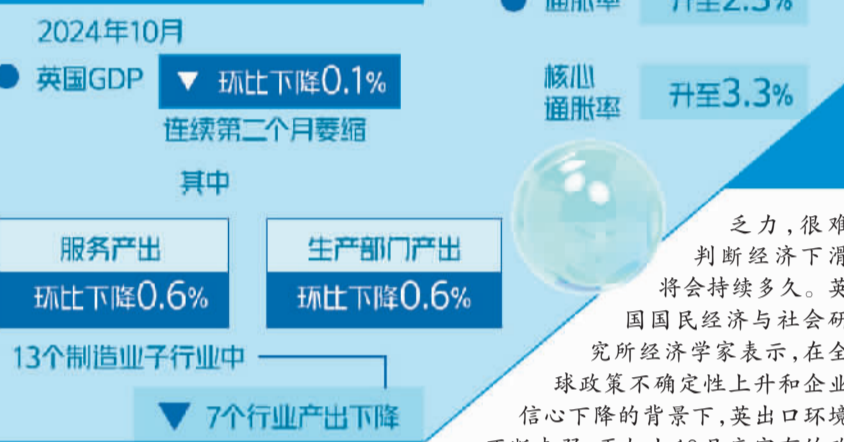 2024年10月
英国GDP
▼ 环比下降0.1%
连续第二个月萎缩
其中
服务产出
环比下降0.6%
生产部门产出
环比下降0.6%
13个制造业子行业中
▼ 7个行业产出下降
通胀率
升至2.3%
核心
通胀率
升至3.3%
乏力,很难
判断经济下滑
将会持续多久。英
国国民经济与社会研
究所经济学家表示,在全
球政策不确定性上升和企业
信心下降的背景下,英出口环境